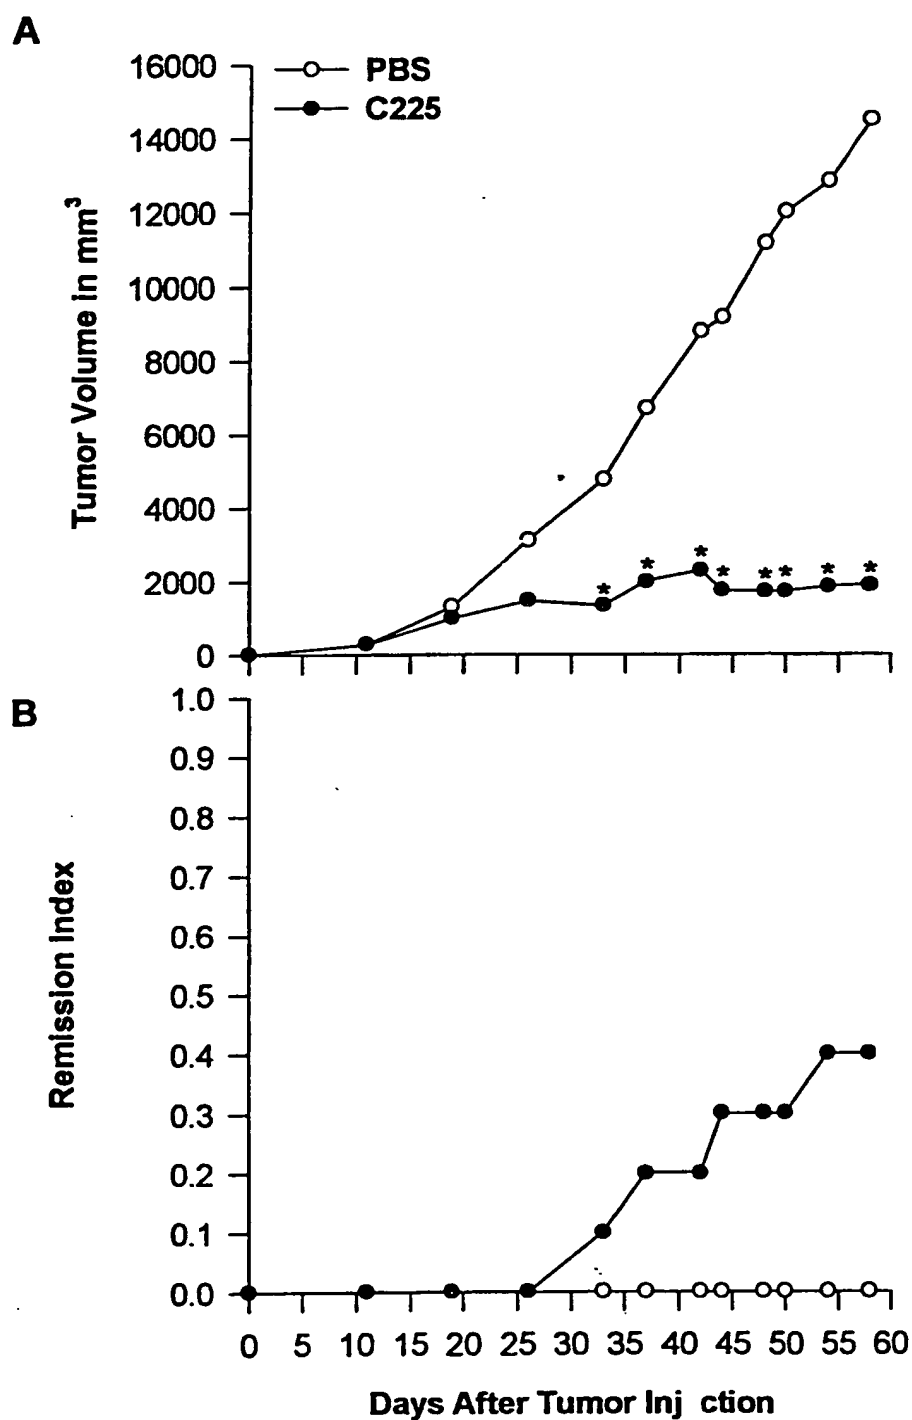 A
PBS
C225
16000
14000
12000
10000
8000
6000
4000
2000
0
Tumor Volume in mm³
* * * * * * * *
B
1.0
0.9
0.8
0.7
0.6
0.5
0.4
0.3
0.2
0.1
0.0
Remission Index
0 5 10 15 20 25 30 35 40 45 50 55 60
Days After Tumor Inj ction